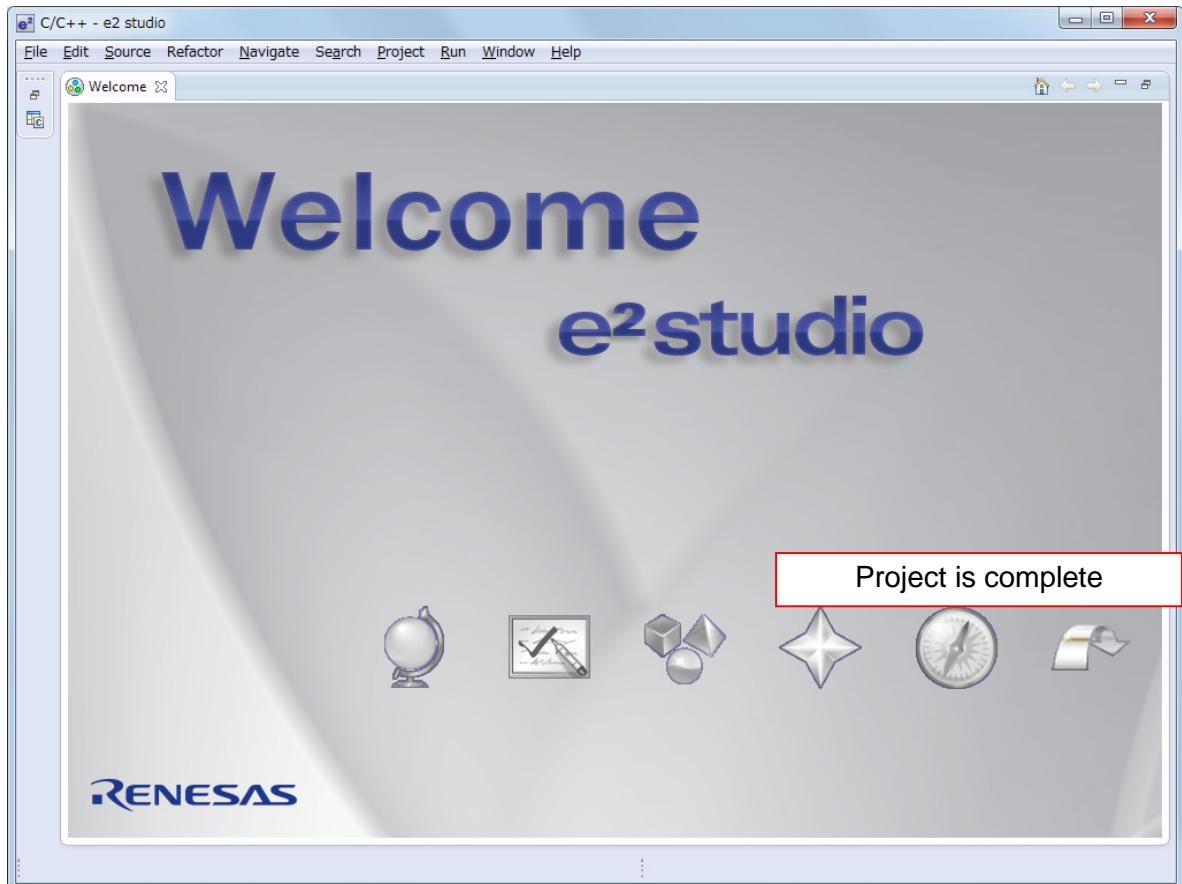 e² C/C++ - e2 studio
File Edit Source Refactor Navigate Search Project Run Window Help
Welcome
Welcome
e²studio
Project is complete
RENESAS